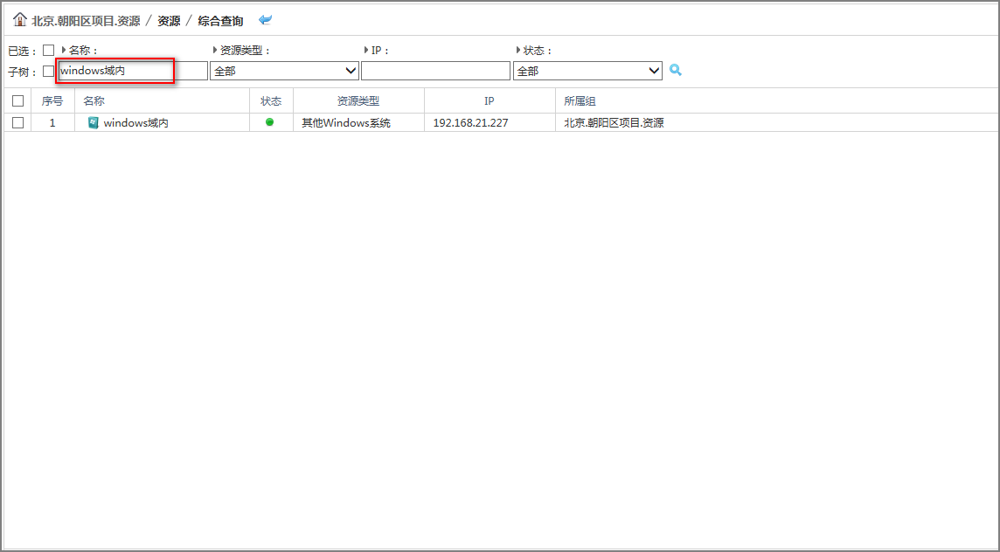 北京.朝阳区项目.资源 / 资源 / 综合查询
已选： 名称： 资源类型： IP： 状态：
子树： windows域内 全部 全部
序号 名称 状态 资源类型 IP 所属组
1 windows域内 其他Windows系统 192.168.21.227 北京.朝阳区项目.资源